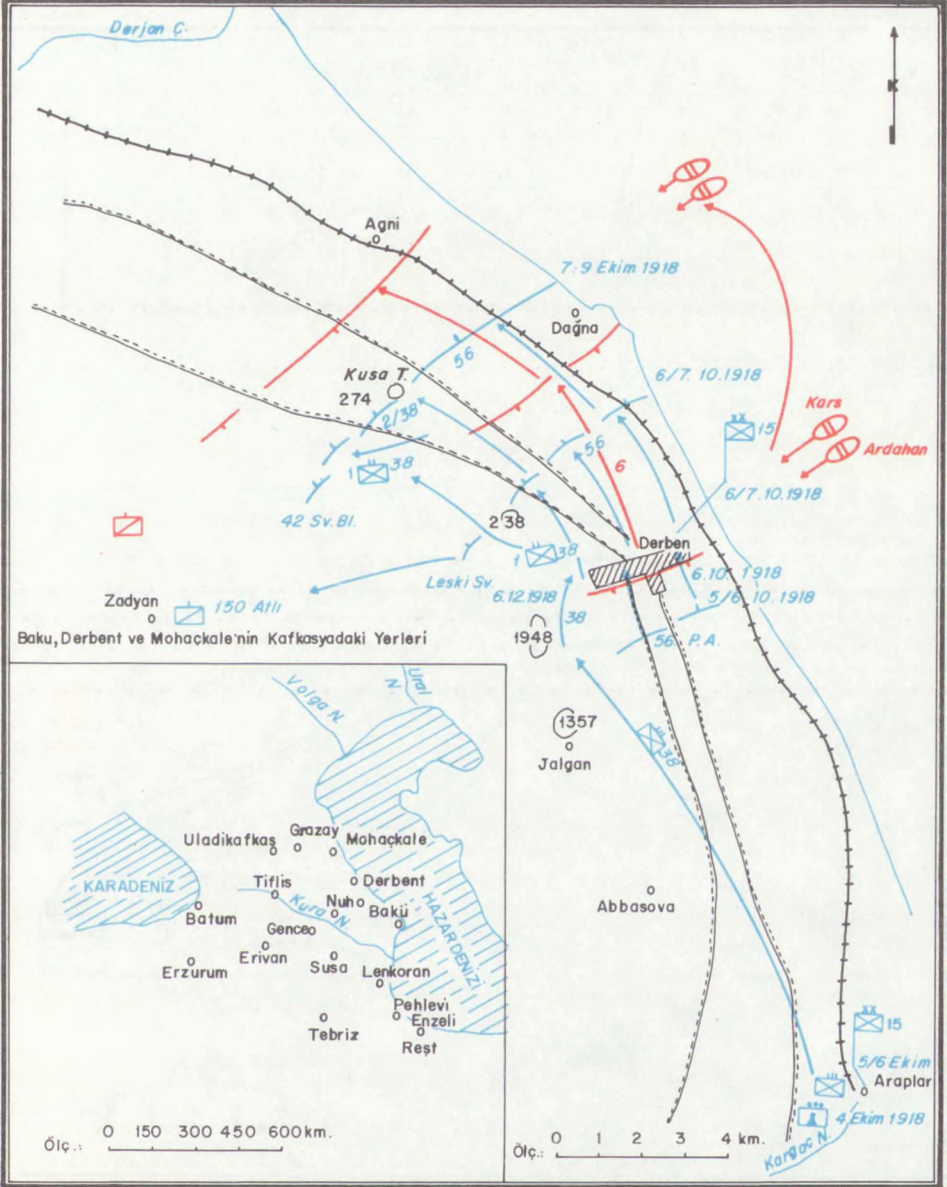 Derjan Ç.
K
Agni
7:9 Ekim 1918
Dağna
56
Kusa T.
274
2/38
6/7. 10.1918
15
Kars
Ardahan
56
6
1 38
6/7.10.1918
42 Sv.Bl.
2'38
Derben
1 38
Leski Sv.
6.10. 1918
5/6 10.1918
6.12.1918
Zadyan
150 Atlı
38
56 P.A.
1948
Baku, Derbent ve Mohaçkale'nin Kafkasyadaki Yerleri
1357
Jalgan
38
Abbasova
15
5/6 Ekim
Araplar
4 Ekim 1918
Kargaç N.
Ölç.: 0 1 2 3 4 km.
Volga N.
Ural N
Uladikafkas
Grazay
Mohaçkale
KARADENİZ
Tiflis
Derbent
Nuh
Kura N
Bakü
HAZAR DENİZİ
Batum
Gence
Erivan
Erzurum
Susa
Lenkoran
Pehlevi
Enzeli
Tebriz
Reşt
Ölç.: 0 150 300 450 600 km.